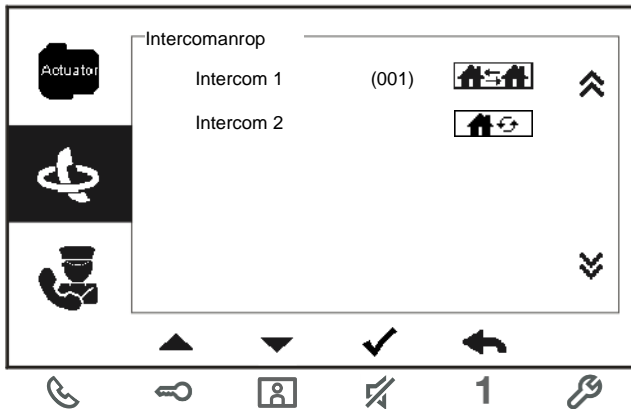 Intercomanrop
Actuator
Intercom 1 (001)
Intercom 2
1